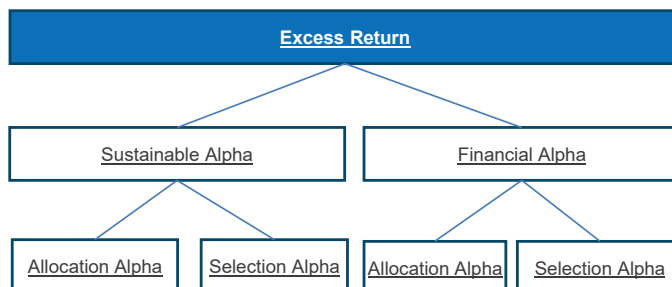 Excess Return
Sustainable Alpha
Financial Alpha
Allocation Alpha
Selection Alpha
Allocation Alpha
Selection Alpha